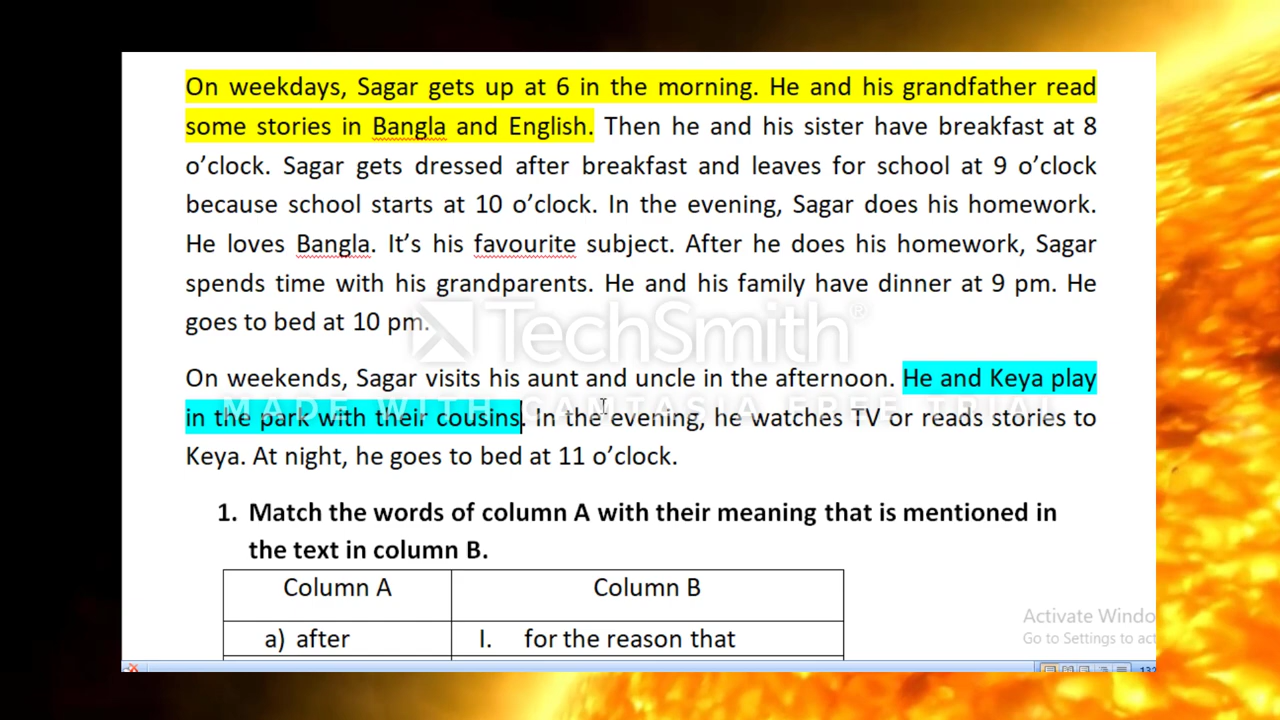 On weekdays, Sagar gets up at 6 in the morning. He and his grandfather read
some stories in Bangla and English. Then he and his sister have breakfast at 8
o’clock. Sagar gets dressed after breakfast and leaves for school at 9 o’clock
because school starts at 10 o’clock. In the evening, Sagar does his homework.
He loves Bangla. It’s his favourite subject. After he does his homework, Sagar
spends time with his grandparents. He and his family have dinner at 9 pm. He
goes to bed at 10 pm.
TechSmith®
On weekends, Sagar visits his aunt and uncle in the afternoon. He and Keya play
MADE WITH CAMTASIA FREE TRIAL
in the park with their cousins. In the evening, he watches TV or reads stories to
Keya. At night, he goes to bed at 11 o’clock.
1. Match the words of column A with their meaning that is mentioned in
the text in column B.
Column A Column B
a) after I. for the reason that
Activate Windo
Go to Settings to act